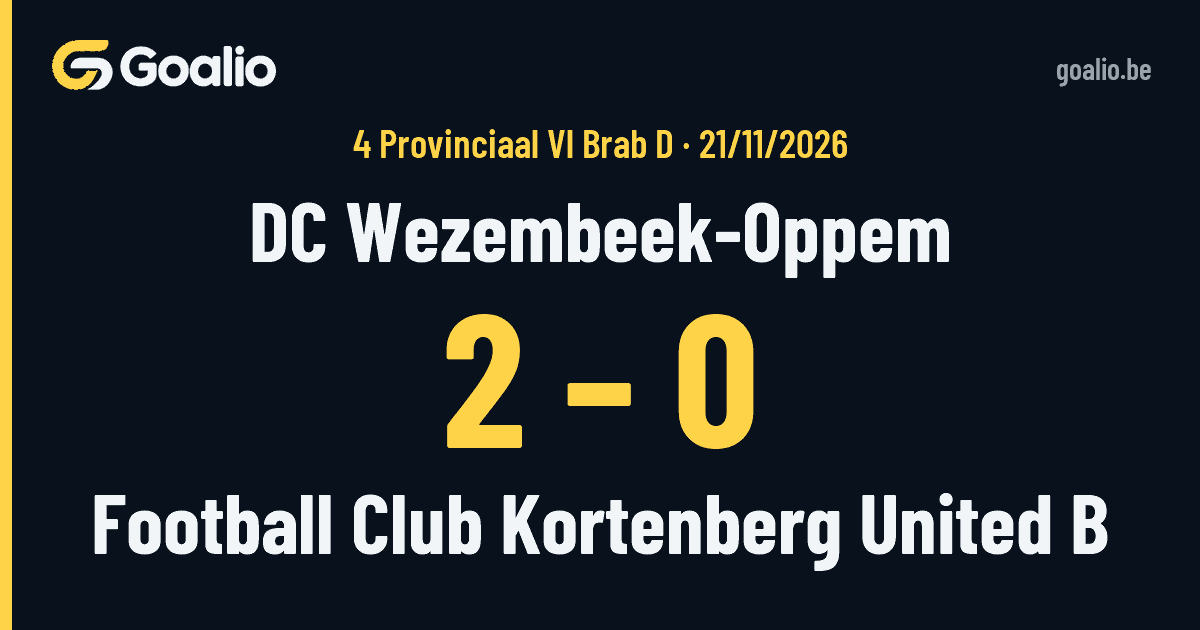 Goalio
goalio.be
4 Provinciaal Vl Brab D · 21/11/2026
DC Wezembeek-Oppem
2 - 0
Football Club Kortenberg United B